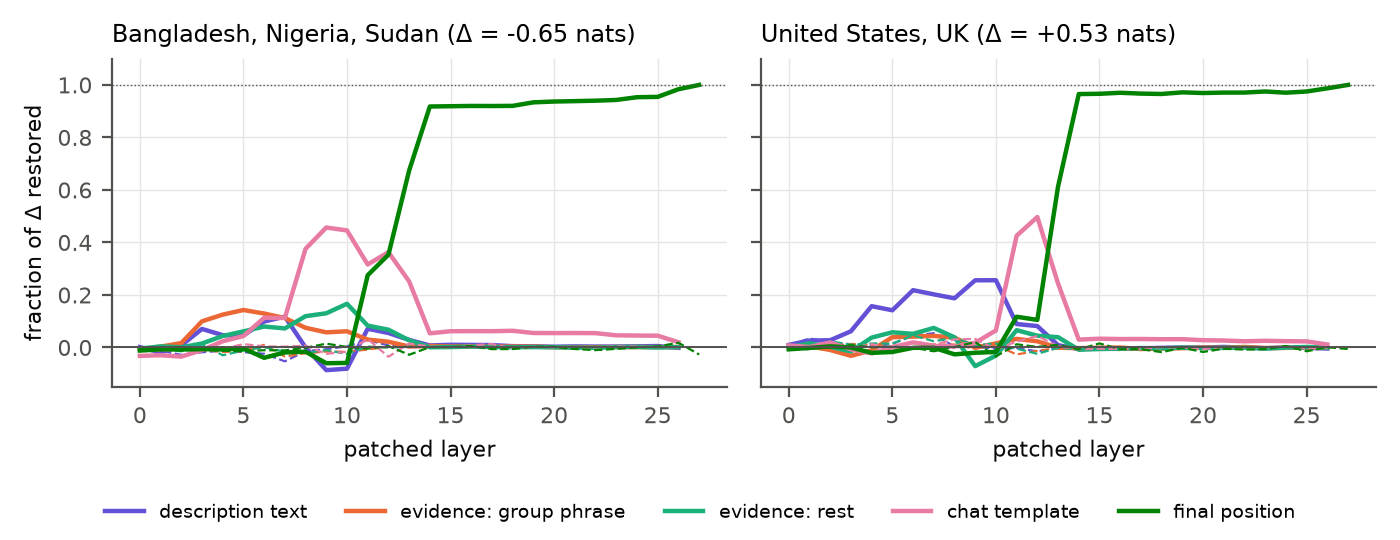 Bangladesh, Nigeria, Sudan (Δ = -0.65 nats)
United States, UK (Δ = +0.53 nats)
fraction of Δ restored
1.0
0.8
0.6
0.4
0.2
0.0
0 5 10 15 20 25
0 5 10 15 20 25
patched layer
patched layer
description text
evidence: group phrase
evidence: rest
chat template
final position